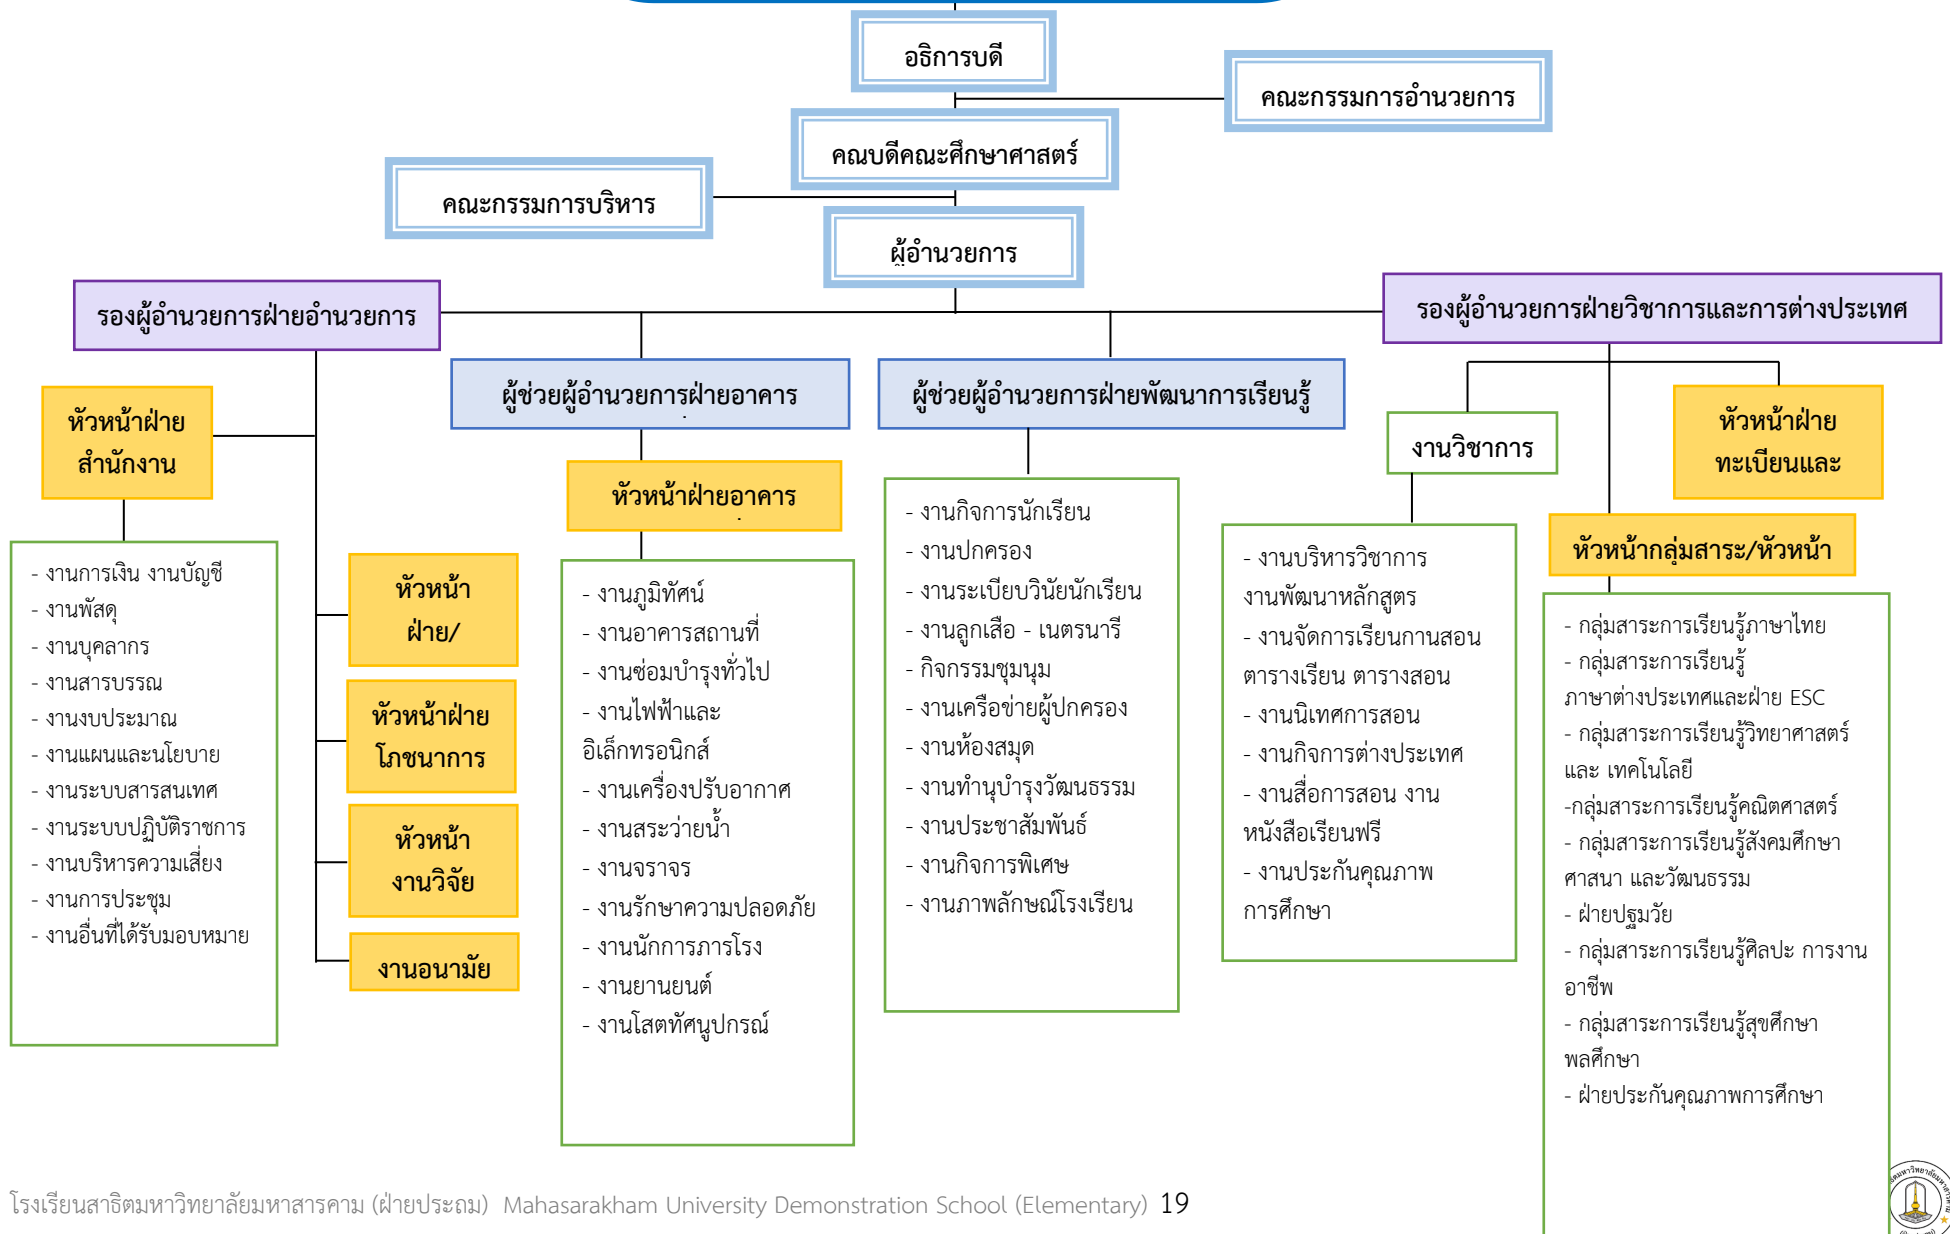 อธิการบดี
คณะกรรมการอำนวยการ
คณบดีคณะศึกษาศาสตร์
คณะกรรมการบริหาร
ผู้อำนวยการ
รองผู้อำนวยการฝ่ายอำนวยการ
รองผู้อำนวยการฝ่ายวิชาการและการต่างประเทศ
ผู้ช่วยผู้อำนวยการฝ่ายอาคาร
ผู้ช่วยผู้อำนวยการฝ่ายพัฒนาการเรียนรู้
หัวหน้าฝ่าย
สำนักงาน
- งานการเงิน งานบัญชี
- งานพัสดุ
- งานบุคลากร
- งานสารบรรณ
- งานงบประมาณ
- งานแผนและนโยบาย
- งานระบบสารสนเทศ
- งานระบบปฏิบัติราชการ
- งานบริหารความเสี่ยง
- งานการประชุม
- งานอื่นที่ได้รับมอบหมาย
หัวหน้า
ฝ่าย/
หัวหน้าฝ่าย
โภชนาการ
หัวหน้า
งานวิจัย
งานอนามัย
หัวหน้าฝ่ายอาคาร
- งานภูมิทัศน์
- งานอาคารสถานที่
- งานซ่อมบำรุงทั่วไป
- งานไฟฟ้าและ
อิเล็กทรอนิกส์
- งานเครื่องปรับอากาศ
- งานสระว่ายน้ำ
- งานจราจร
- งานรักษาความปลอดภัย
- งานนักการภารโรง
- งานยานยนต์
- งานโสตทัศนูปกรณ์
- งานกิจการนักเรียน
- งานปกครอง
- งานระเบียบวินัยนักเรียน
- งานลูกเสือ - เนตรนารี
- กิจกรรมชุมนุม
- งานเครือข่ายผู้ปกครอง
- งานห้องสมุด
- งานทำนุบำรุงวัฒนธรรม
- งานประชาสัมพันธ์
- งานกิจการพิเศษ
- งานภาพลักษณ์โรงเรียน
งานวิชาการ
- งานบริหารวิชาการ
งานพัฒนาหลักสูตร
- งานจัดการเรียนกานสอน
ตารางเรียน ตารางสอน
- งานนิเทศการสอน
- งานกิจการต่างประเทศ
- งานสื่อการสอน งาน
หนังสือเรียนฟรี
- งานประกันคุณภาพ
การศึกษา
หัวหน้าฝ่าย
ทะเบียนและ
หัวหน้ากลุ่มสาระ/หัวหน้า
- กลุ่มสาระการเรียนรู้ภาษาไทย
- กลุ่มสาระการเรียนรู้
ภาษาต่างประเทศและฝ่าย ESC
- กลุ่มสาระการเรียนรู้วิทยาศาสตร์
และ เทคโนโลยี
-กลุ่มสาระการเรียนรู้คณิตศาสตร์
- กลุ่มสาระการเรียนรู้สังคมศึกษา
ศาสนา และวัฒนธรรม
- ฝ่ายปฐมวัย
- กลุ่มสาระการเรียนรู้ศิลปะ การงาน
อาชีพ
- กลุ่มสาระการเรียนรู้สุขศึกษา
พลศึกษา
- ฝ่ายประกันคุณภาพการศึกษา
โรงเรียนสาธิตมหาวิทยาลัยมหาสารคาม (ฝ่ายประถม) Mahasarakham University Demonstration School (Elementary) 19